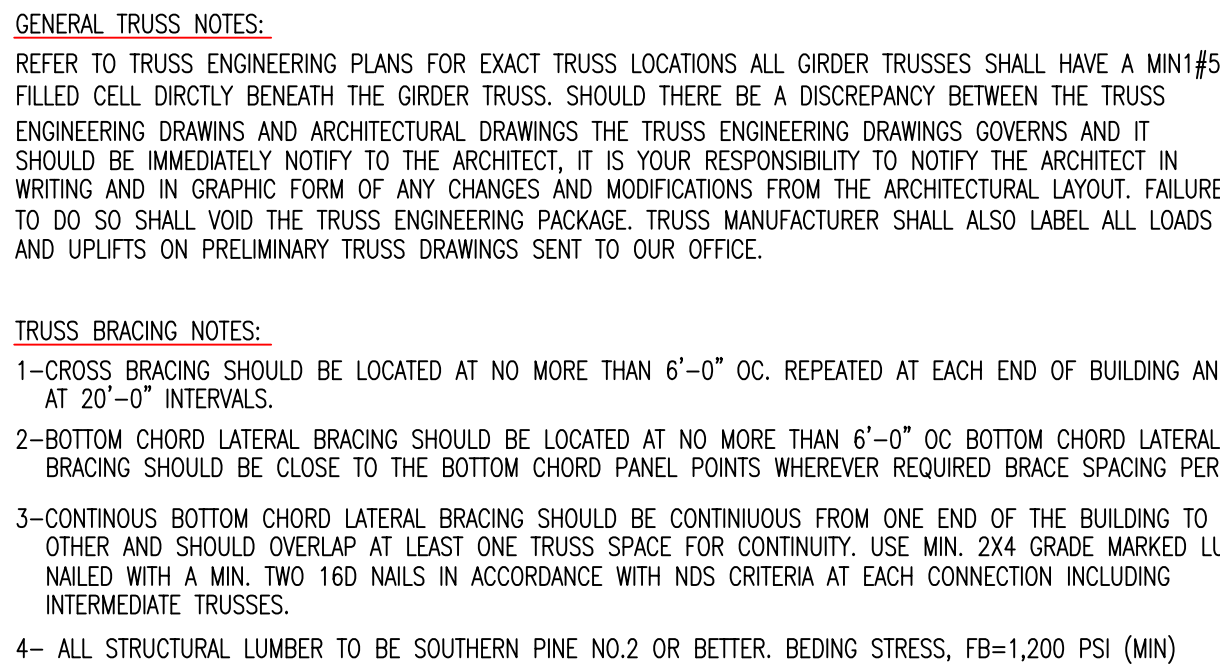 GENERAL TRUSS NOTES:
REFER TO TRUSS ENGINEERING PLANS FOR EXACT TRUSS LOCATIONS ALL GIRDER TRUSSES SHALL HAVE A MIN1#5
FILLED CELL DIRCTLY BENEATH THE GIRDER TRUSS. SHOULD THERE BE A DISCREPANCY BETWEEN THE TRUSS
ENGINEERING DRAWINS AND ARCHITECTURAL DRAWINGS THE TRUSS ENGINEERING DRAWINGS GOVERNS AND IT
SHOULD BE IMMEDIATELY NOTIFY TO THE ARCHITECT, IT IS YOUR RESPONSIBILITY TO NOTIFY THE ARCHITECT IN
WRITING AND IN GRAPHIC FORM OF ANY CHANGES AND MODIFICATIONS FROM THE ARCHITECTURAL LAYOUT. FAILURE
TO DO SO SHALL VOID THE TRUSS ENGINEERING PACKAGE. TRUSS MANUFACTURER SHALL ALSO LABEL ALL LOADS
AND UPLIFTS ON PRELIMINARY TRUSS DRAWINGS SENT TO OUR OFFICE.
TRUSS BRACING NOTES:
1–CROSS BRACING SHOULD BE LOCATED AT NO MORE THAN 6'–0" OC. REPEATED AT EACH END OF BUILDING AN
AT 20'–0" INTERVALS.
2–BOTTOM CHORD LATERAL BRACING SHOULD BE LOCATED AT NO MORE THAN 6'–0" OC BOTTOM CHORD LATERAL
BRACING SHOULD BE CLOSE TO THE BOTTOM CHORD PANEL POINTS WHEREVER REQUIRED BRACE SPACING PER
3–CONTINOUS BOTTOM CHORD LATERAL BRACING SHOULD BE CONTINIUOUS FROM ONE END OF THE BUILDING TO
OTHER AND SHOULD OVERLAP AT LEAST ONE TRUSS SPACE FOR CONTINUITY. USE MIN. 2X4 GRADE MARKED LU
NAILED WITH A MIN. TWO 16D NAILS IN ACCORDANCE WITH NDS CRITERIA AT EACH CONNECTION INCLUDING
INTERMEDIATE TRUSSES.
4– ALL STRUCTURAL LUMBER TO BE SOUTHERN PINE NO.2 OR BETTER. BEDING STRESS, FB=1,200 PSI (MIN)